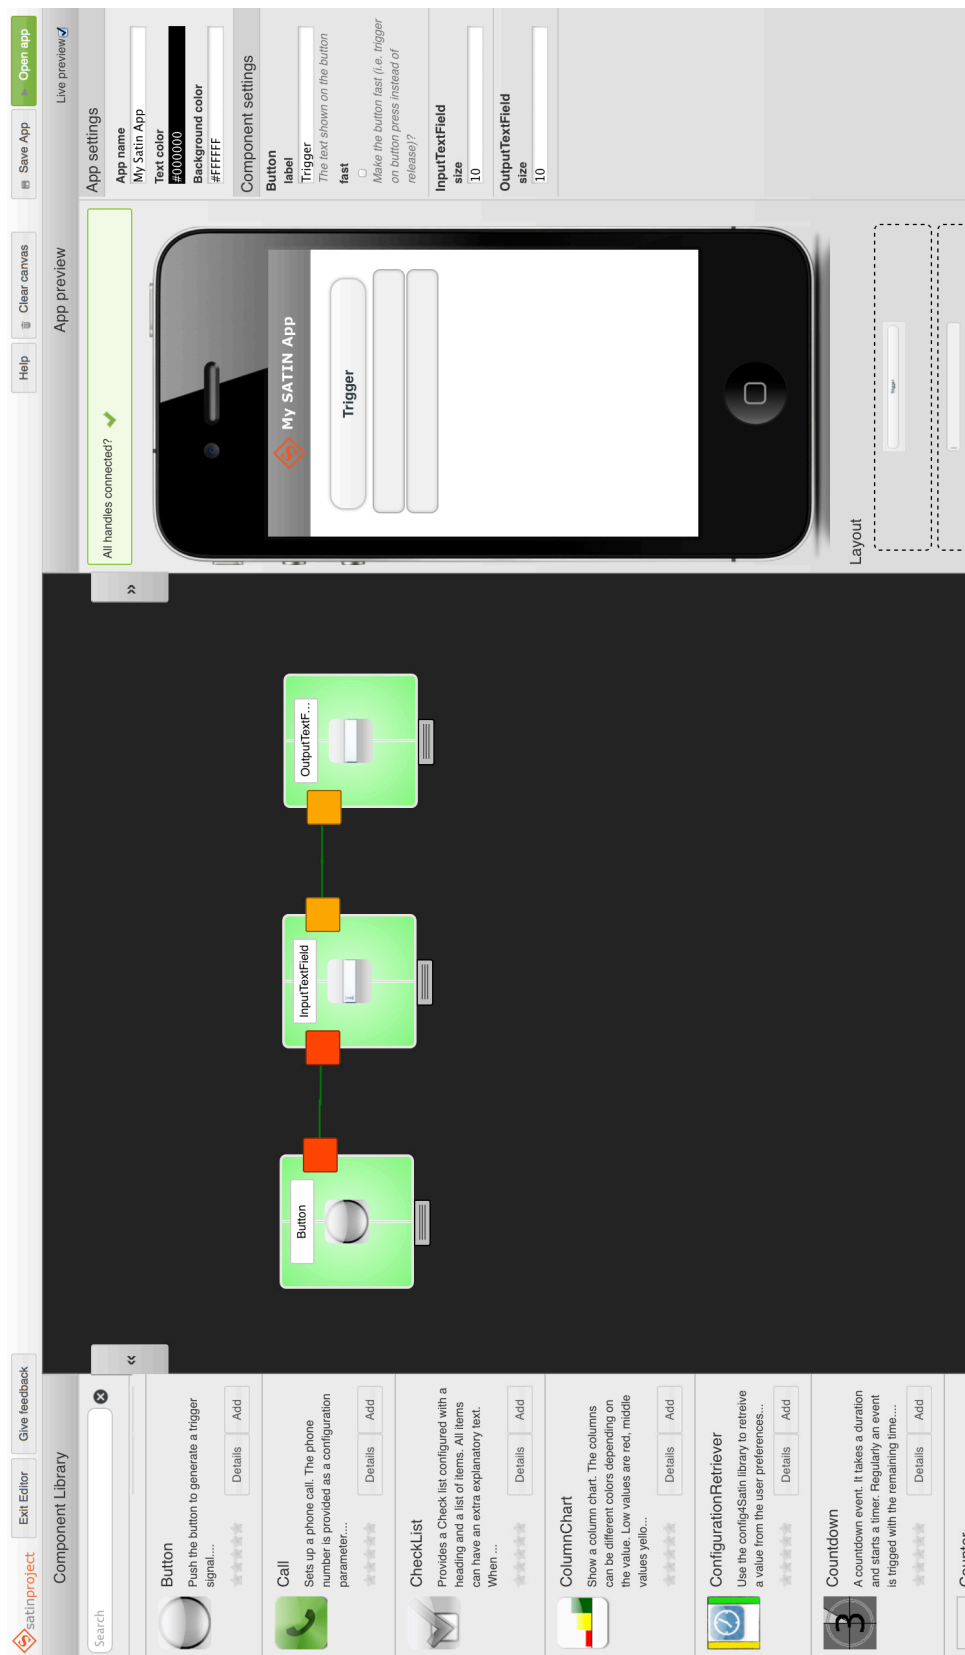 satinproject
Exit Editor
Give feedback
Help
Clear canvas
Save App
Open app
Component Library
Search
Button
Push the button to generate a trigger
signal....
Details
Add
Call
Sets up a phone call. The phone
number is provided as a configuration
parameter....
Details
Add
CheckList
Provides a Check list configured with a
heading and a list of items. All items
can have an extra explanatory text.
When ...
Details
Add
ColumnChart
Show a column chart. The columns
can be different colors depending on
the value. Low values are red, middle
values yello...
Details
Add
ConfigurationRetriever
Use the config4Satin library to retreive
a value from the user preferences...
Details
Add
Countdown
A countdown event. It takes a duration
and starts a timer. Regularly an event
is trigged with the remaining time....
Details
Add
3
Counter
«
»
Button
InputTextField
OutputTextF...
App preview
Live preview
All handles connected?
My SATIN App
Trigger
Layout
Trigger
App settings
App name
My Satin App
Text color
#000000
Background color
#FFFFFF
Component settings
Button
label
Trigger
The text shown on the button
fast
Make the button fast (i.e. trigger
on button press instead of
release)?
InputTextField
size
10
OutputTextField
size
10